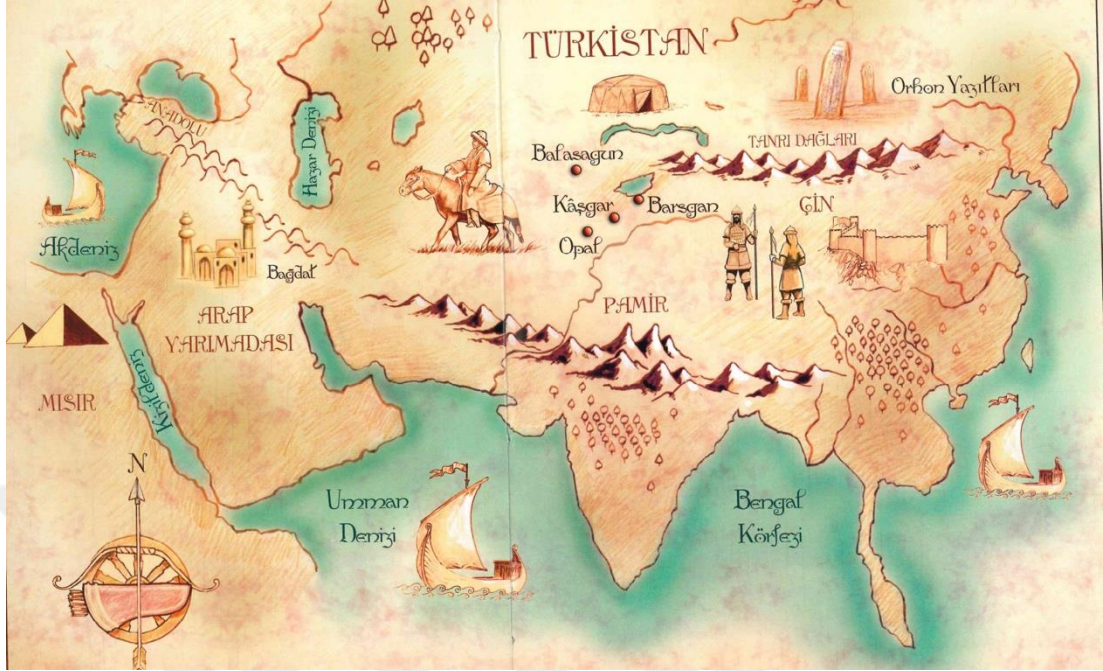 TÜRKİSTAN
Orhon Yazıtları
ANADOLU
Hazar Denizi
TANRI DAĞLARI
Balasagun
Kâşgar
Barsgan
ÇİN
Opal
Akdeniz
Bağdat
PAMİR
ARAP
YARIMADASI
Kızıldeniz
MISIR
N
Umman
Denizi
Bengal
Körfezi